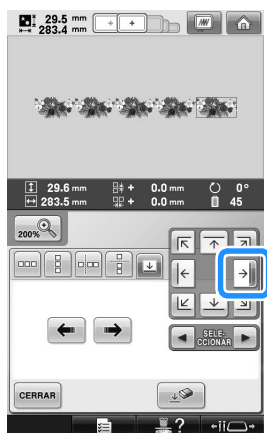 29.5 mm
283.4 mm
29.6 mm + 0.0 mm 0°
283.5 mm + 0.0 mm 45
200%
SELE-
CCIONAR
CERRAR
?